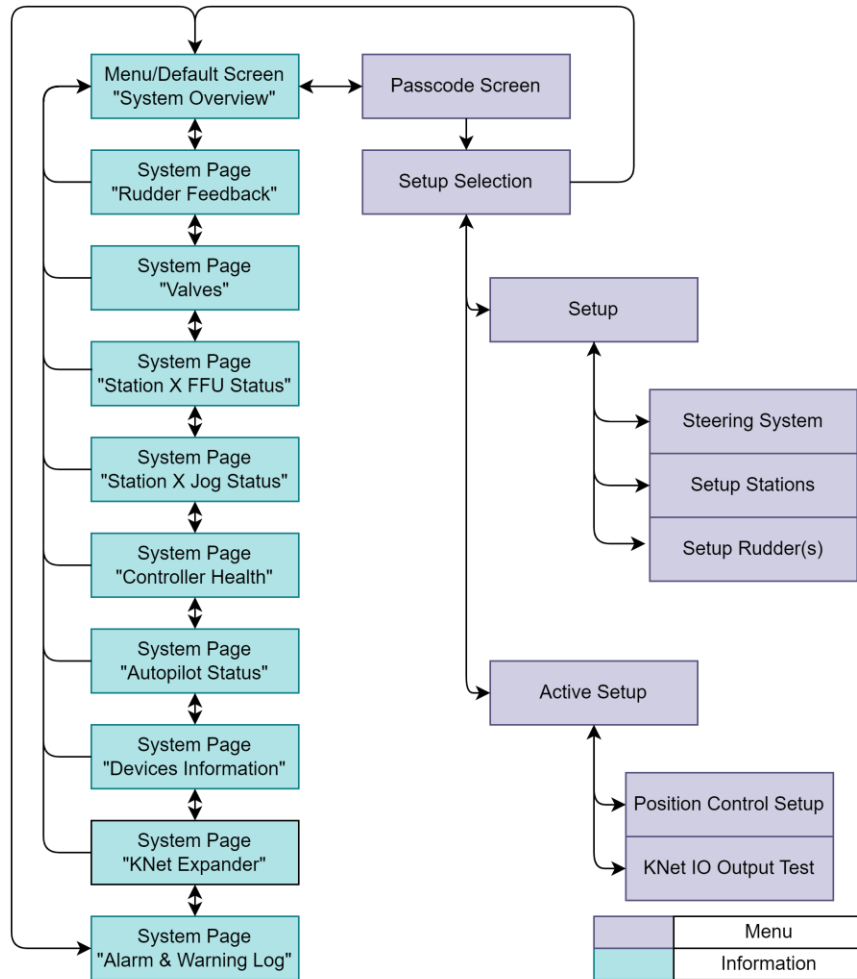 Menu/Default Screen
"System Overview"
Passcode Screen
System Page
"Rudder Feedback"
Setup Selection
System Page
"Valves"
Setup
System Page
"Station X FFU Status"
Steering System
System Page
"Station X Jog Status"
Setup Stations
System Page
"Controller Health"
Setup Rudder(s)
System Page
"Autopilot Status"
Active Setup
System Page
"Devices Information"
Position Control Setup
System Page
"KNet Expander"
KNet IO Output Test
System Page
"Alarm & Warning Log"
Menu
Information